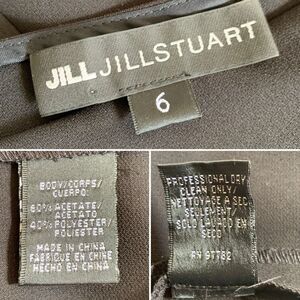 JILL JILLSTUART
6
BODY/CORPS/
CUERPO:
60% ACETATE/
ACETATO
40% POLYESTER/
POLIESTER
MADE IN CHINA
FABRIQUE EN CHINE
HECHO EN CHINA
PROFESSIONAL DRY
CLEAN ONLY/
NETTOYAGE A SEC
SEULEMENT/
SOLO LAVADO EN
SECO
RN 97782